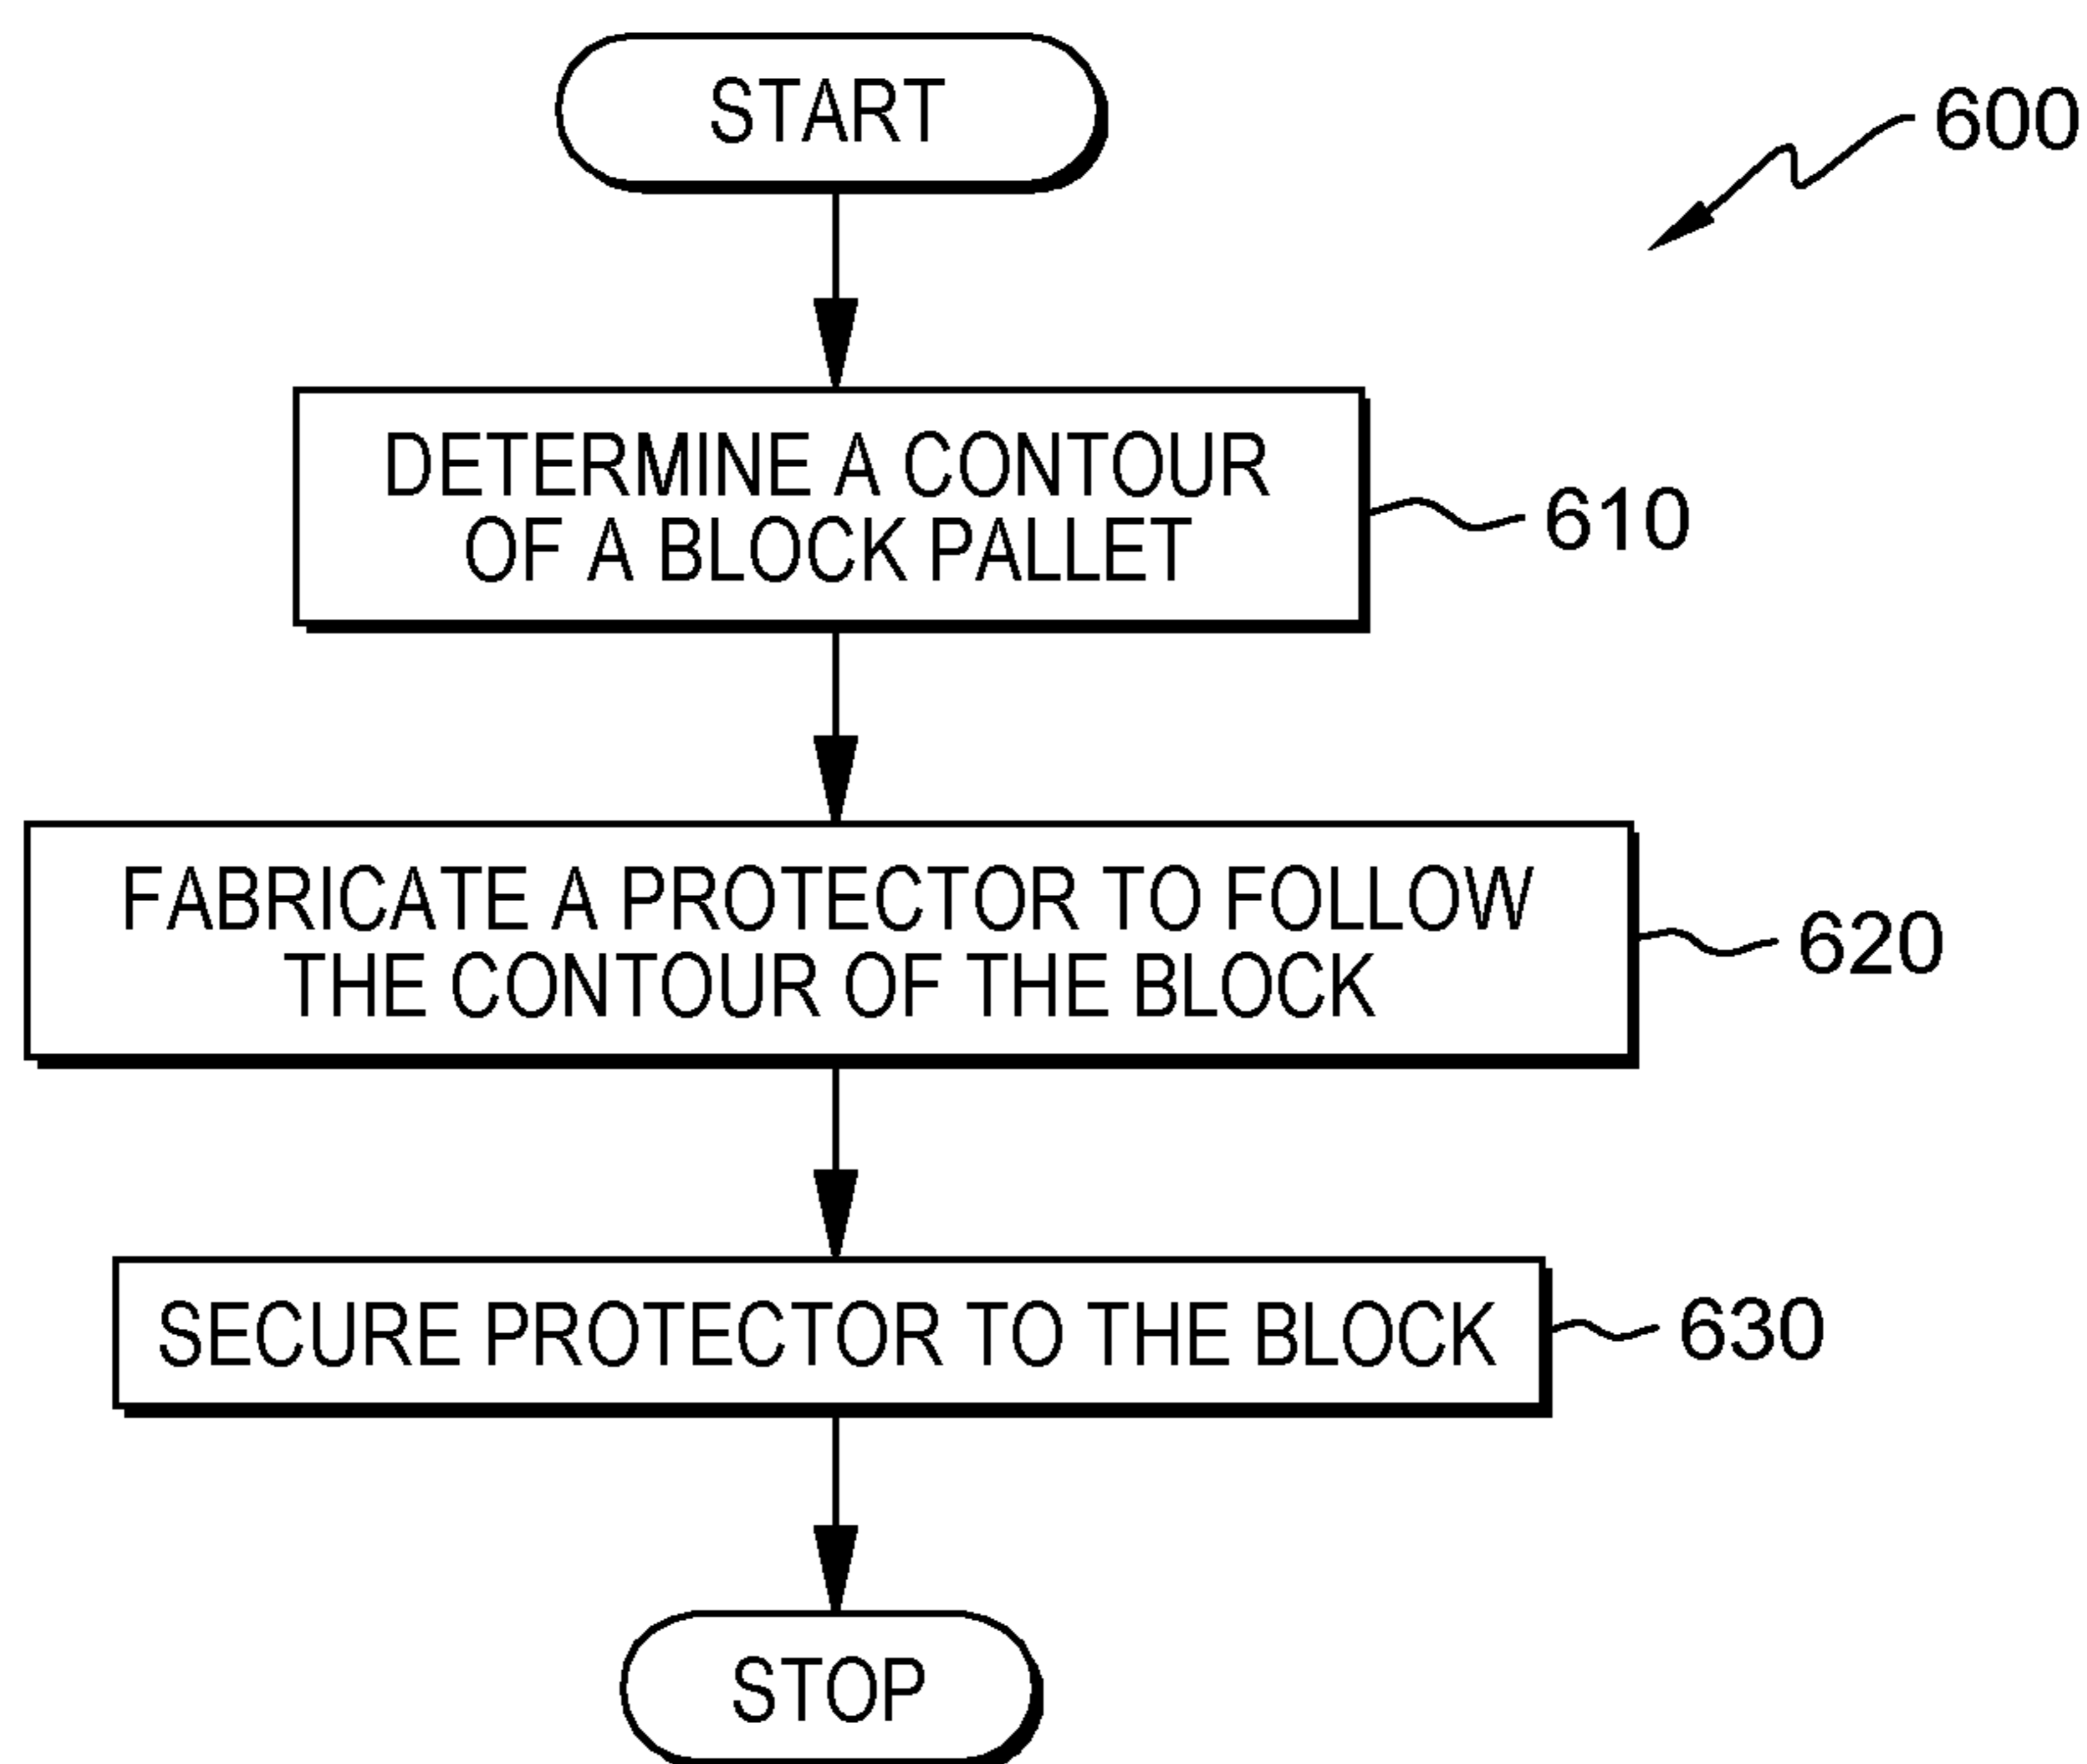 START
600
DETERMINE A CONTOUR
OF A BLOCK PALLET
610
FABRICATE A PROTECTOR TO FOLLOW
THE CONTOUR OF THE BLOCK
620
SECURE PROTECTOR TO THE BLOCK
630
STOP